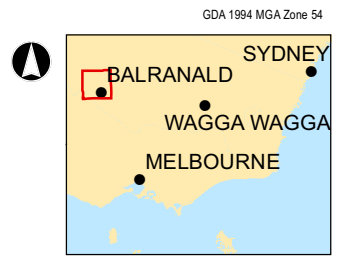 GDA 1994 MGA Zone 54
SYDNEY
BALRANALD
WAGGA WAGGA
MELBOURNE